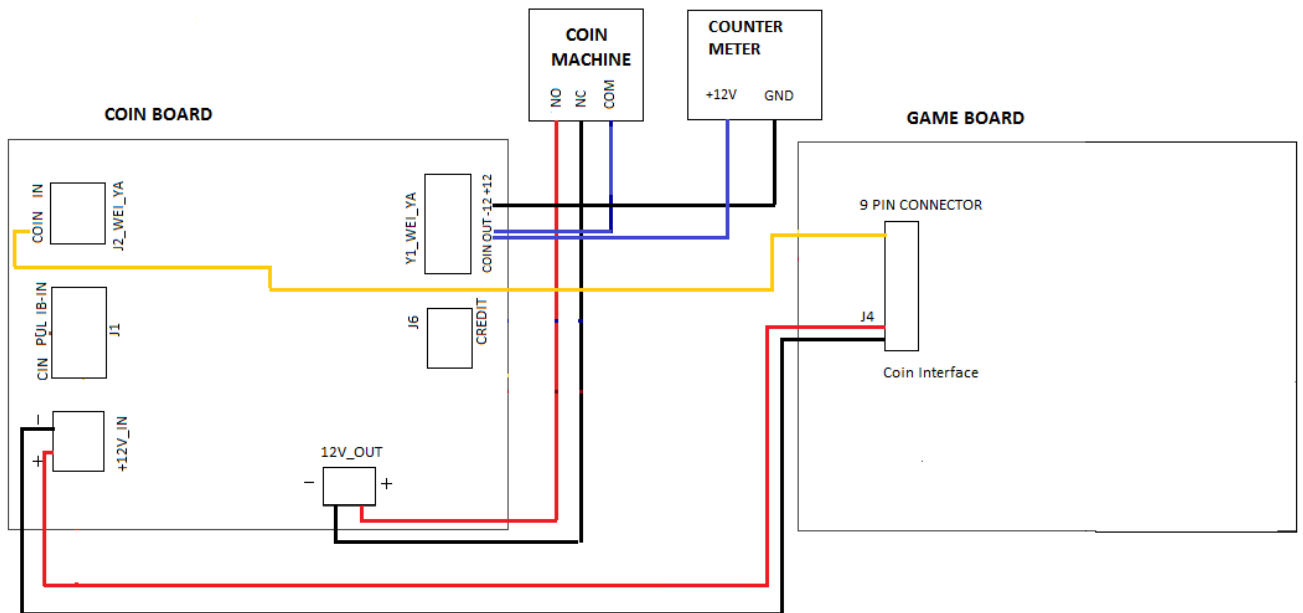 COIN
MACHINE
NO
NC
COM
COUNTER
METER
+12V
GND
COIN BOARD
COIN IN
J2_WEI_YA
Y1_WEI_YA
COIN OUT -12 +12
CIN PUL IB-IN
J1
J6
CREDIT
-
+
+12V_IN
12V_OUT
-
+
GAME BOARD
9 PIN CONNECTOR
J4
Coin Interface